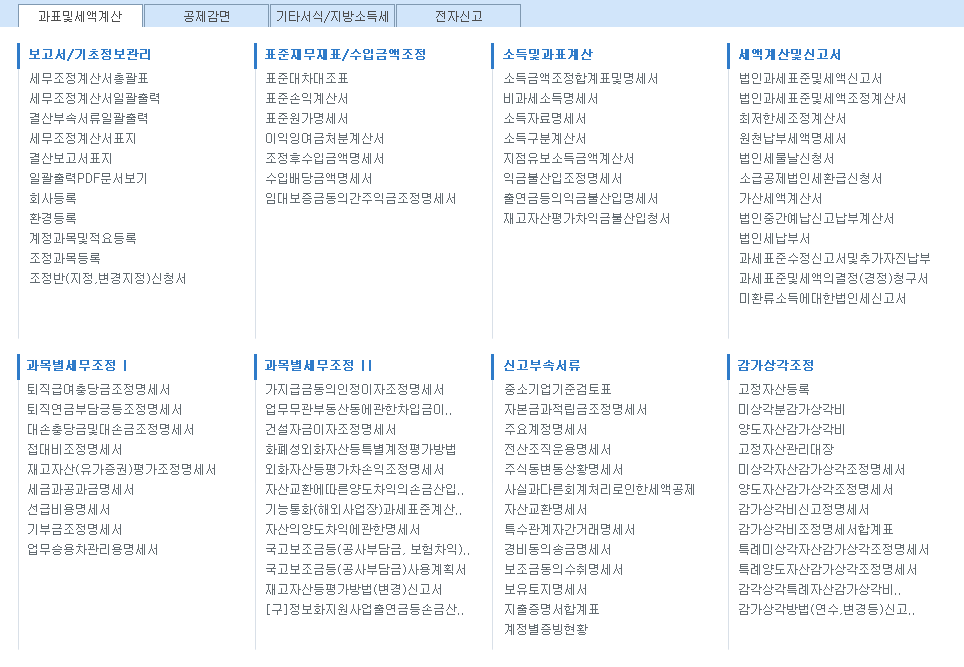 과표및세액계산
공제감면
기타서식/지방소득세
전자신고
보고서/기초정보관리
세무조정계산서총괄표
세무조정계산서일괄출력
결산부속서류일괄출력
세무조정계산서표지
결산보고서표지
일괄출력PDF문서보기
회사등록
환경등록
계정과목및적요등록
조정과목등록
조정반(지정,변경지정)신청서
표준재무제표/수입금액조정
표준대차대조표
표준손익계산서
표준원가명세서
이익잉여금처분계산서
조정후수입금액명세서
수입배당금액명세서
임대보증금동의간주익금조정명세서
소득및과표계산
소득금액조정합계표및명세서
비과세소득명세서
소득자료명세서
소득구분계산서
지점유보소득금액계산서
익금불산입조정명세서
출연금등의익금불산입명세서
재고자산평가차익금불산입청서
세액계산및신고서
법인과세표준및세액신고서
법인과세표준및세액조정계산서
최저한세조정계산서
원천납부세액명세서
법인세물납신청서
소급공제법인세환급신청서
가산세액계산서
법인중간예납신고납부계산서
법인세납부서
과세표준수정신고서및추가자진납부
과세표준및세액의결정(경정)청구서
미환류소득에대한법인세신고서
과목별세무조정 I
퇴직급여충당금조정명세서
퇴직연금부담금등조정명세서
대손충당금및대손금조정명세서
접대비조정명세서
재고자산(유가증권)평가조정명세서
세금과공과금명세서
선급비용명세서
기부금조정명세서
업무승용차관리용명세서
과목별세무조정 II
가지급금동의인정이자조정명세서
업무무관부동산동에관한차입금이..
건설자금이자조정명세서
화폐성외화자산등특별계정평가방법
외화자산등평가차손익조정명세서
자산교환에따른양도차익의손금산입..
기능통화(해외사업장)과세표준계산..
자산의양도차익에관한명세서
국고보조금등(공사부담금, 보험차익)..
국고보조금등(공사부담금)사용계획서
재고자산등평가방법(변경)신고서
[구]정보화지원사업출연금등손금산..
신고부속서류
중소기업기준검토표
자본금과적립금조정명세서
주요계정명세서
전산조직운용명세서
주식동변동상황명세서
사실과다른회계처리로인한세액공제
자산교환명세서
특수관계자간거래명세서
경비동의송금명세서
보조금동의수취명세서
보유토지명세서
지출증명서합계표
계정별증빙현황
감가상각조정
고정자산등록
미상각분감가상각비
양도자산감가상각비
고정자산관리대장
미상각자산감가상각조정명세서
양도자산감가상각조정명세서
감가상각비신고조정명세서
감가상각비조정명세서합계표
특례미상각자산감가상각조정명세서
특례양도자산감가상각조정명세서
감각상각특례자산감가상각비..
감가상각방법(연수,변경등)신고..